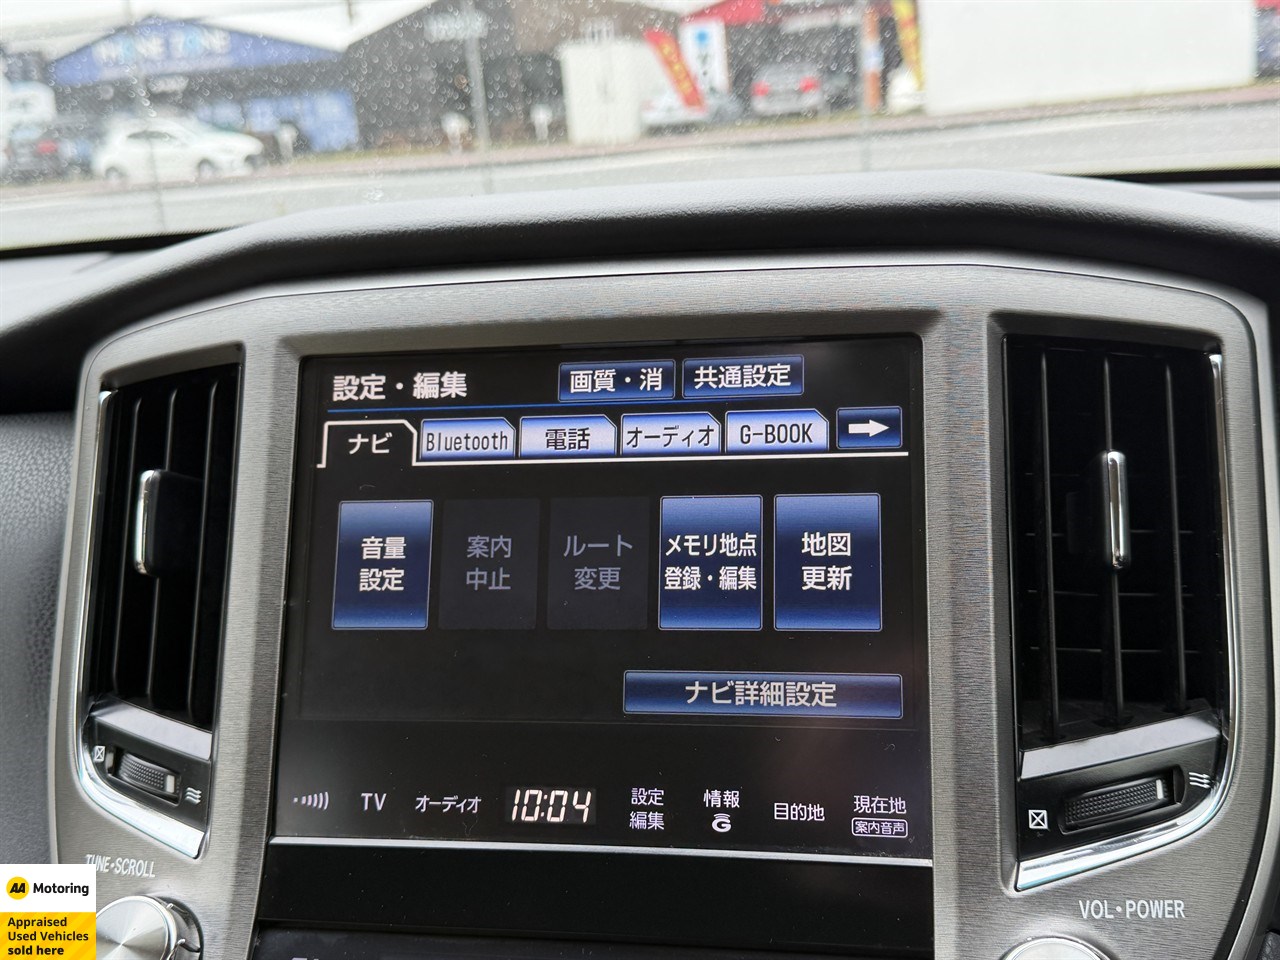 PHONE ZONE
設定・編集
画質・消
共通設定
ナビ
Bluetooth
電話
オーディオ
G-BOOK
音量
設定
案内
中止
ルート
変更
メモリ地点
登録・編集
地図
更新
ナビ詳細設定
TV
オーディオ
10:04
設定
編集
情報
G
目的地
現在地
案内音声
TUNE・SCROLL
VOL・POWER
AA Motoring
Appraised
Used Vehicles
sold here